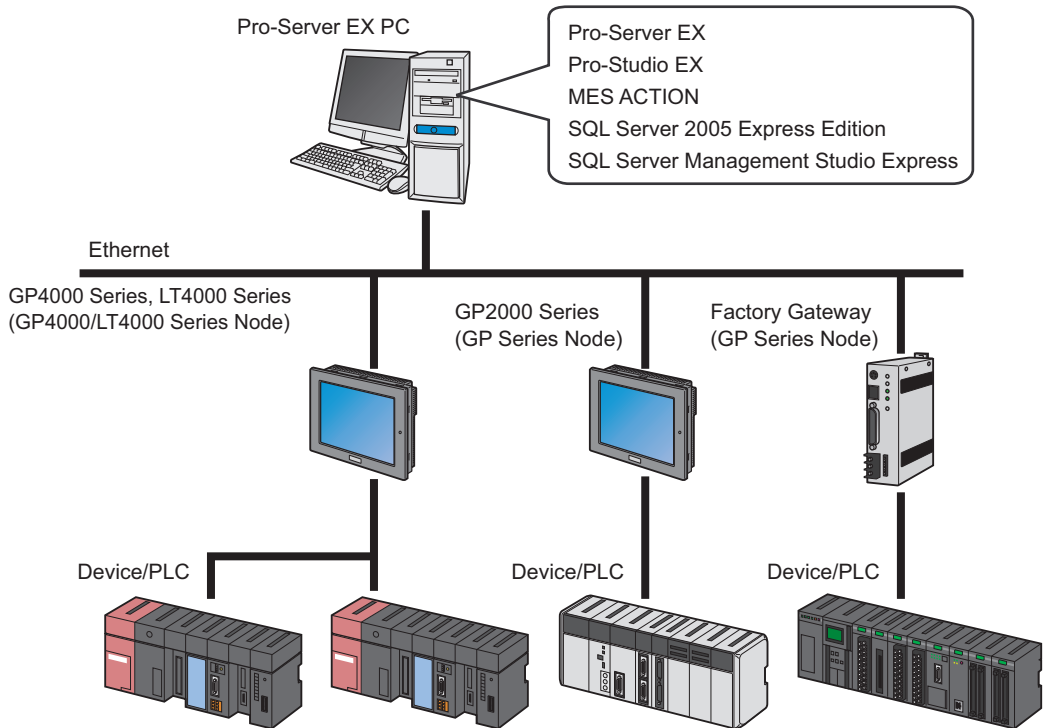 Pro-Server EX PC
Pro-Server EX
Pro-Studio EX
MES ACTION
SQL Server 2005 Express Edition
SQL Server Management Studio Express
Ethernet
GP4000 Series, LT4000 Series
(GP4000/LT4000 Series Node)
GP2000 Series
(GP Series Node)
Factory Gateway
(GP Series Node)
Device/PLC
Device/PLC
Device/PLC